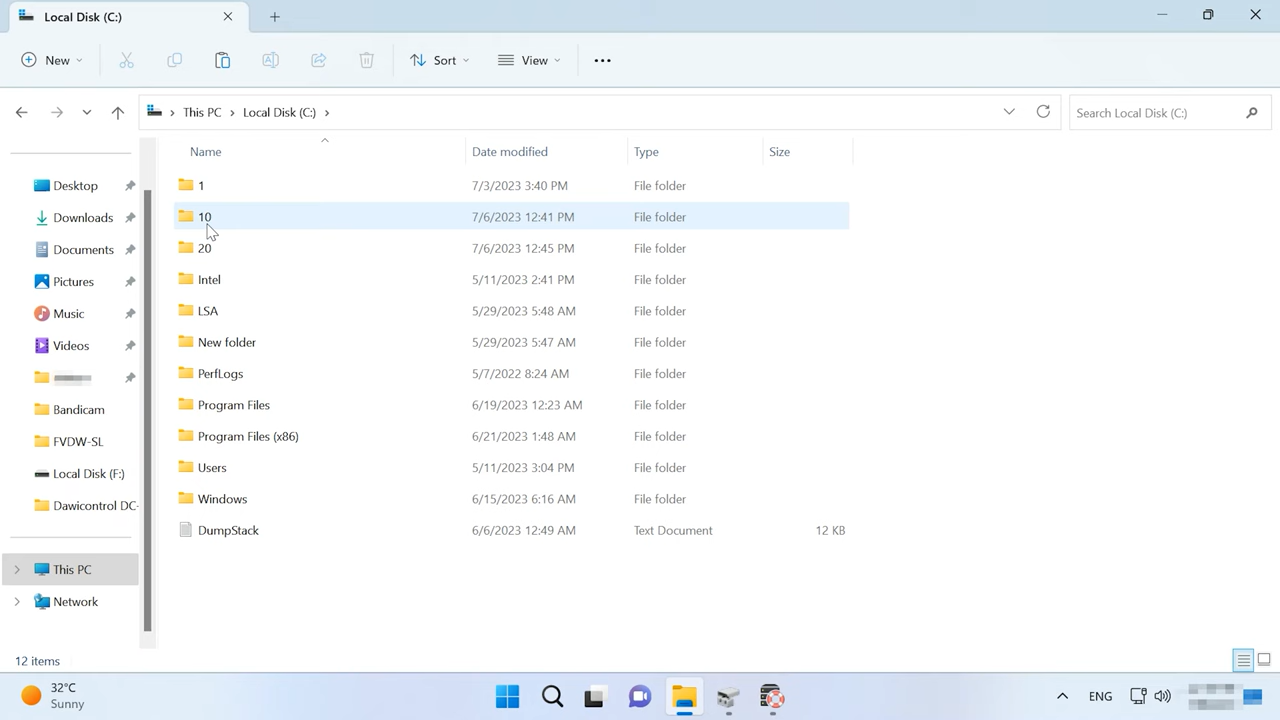 Local Disk (C:)
New
Sort
View
This PC
Local Disk (C:)
Search Local Disk (C:)
Name Date modified Type Size
Desktop
Downloads
Documents
Pictures
Music
Videos
Bandicam
FVDW-SL
Local Disk (F:)
Dawicontrol DC-
This PC
Network
1 7/3/2023 3:40 PM File folder
10 7/6/2023 12:41 PM File folder
20 7/6/2023 12:45 PM File folder
Intel 5/11/2023 2:41 PM File folder
LSA 5/29/2023 5:48 AM File folder
New folder 5/29/2023 5:47 AM File folder
PerfLogs 5/7/2022 8:24 AM File folder
Program Files 6/19/2023 12:23 AM File folder
Program Files (x86) 6/21/2023 1:48 AM File folder
Users 5/11/2023 3:04 PM File folder
Windows 6/15/2023 6:16 AM File folder
DumpStack 6/6/2023 12:49 AM Text Document 12 KB
12 items
32°C
Sunny
ENG